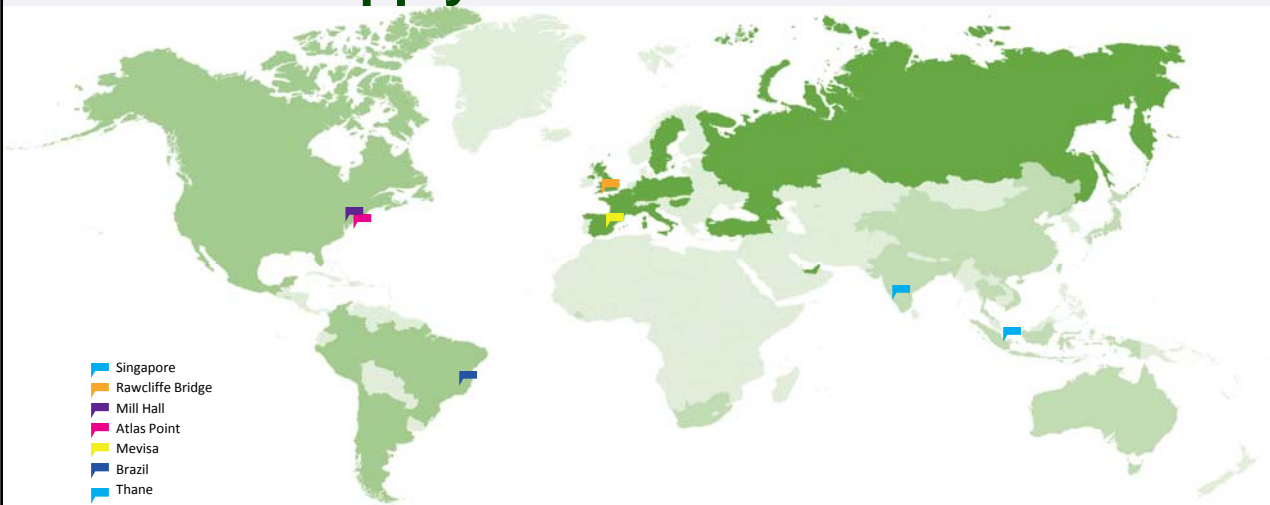 Singapore
Rawcliffe Bridge
Mill Hall
Atlas Point
Mevisa
Brazil
Thane